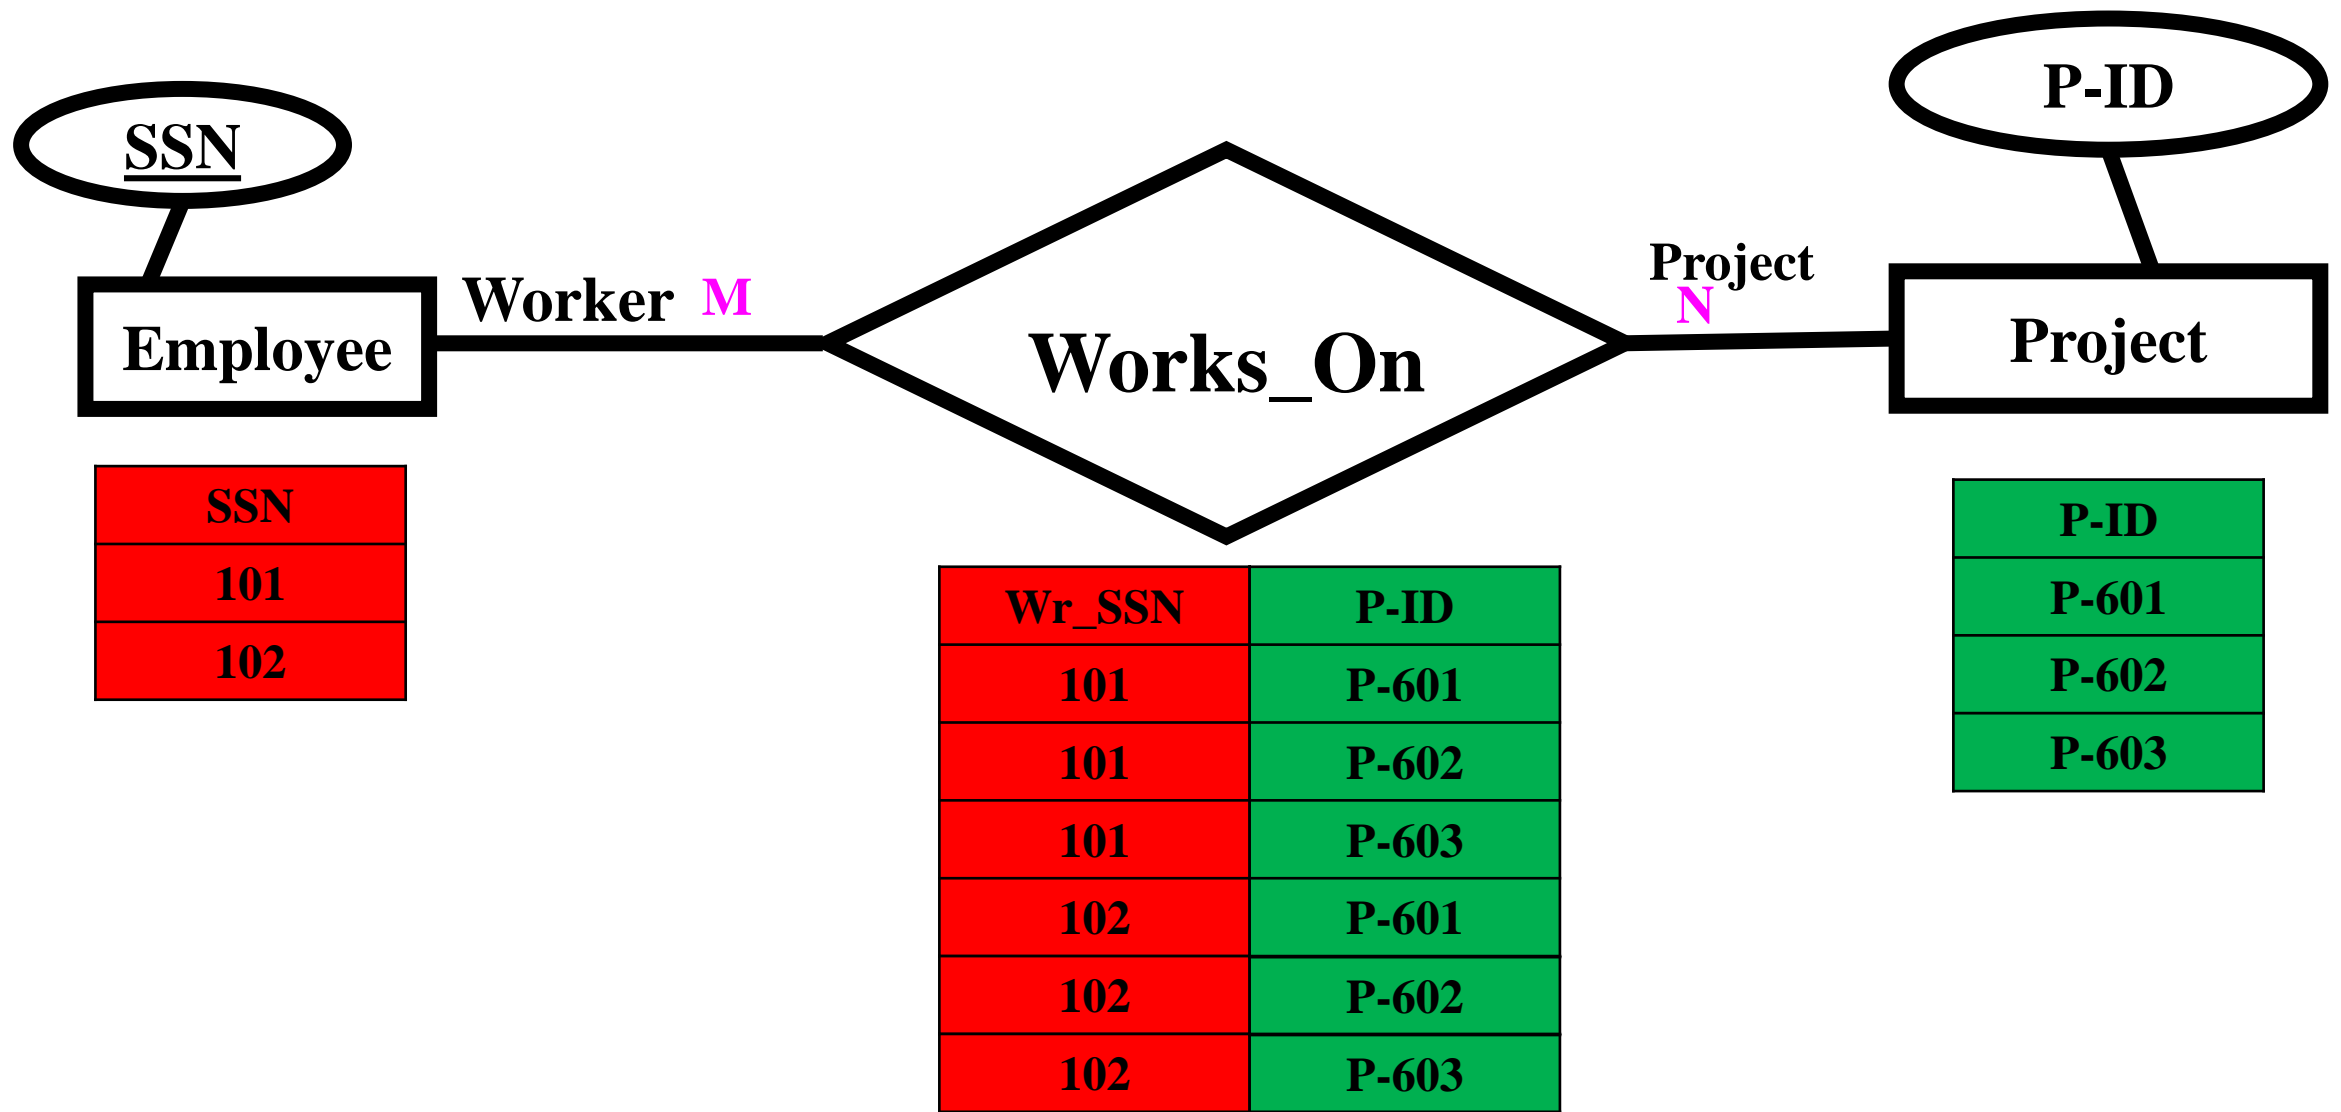 P-ID
SSN
Project
Worker M
N
Employee
Works_On
Project
SSN
101
102
Wr_SSN P-ID
101 P-601
101 P-602
101 P-603
102 P-601
102 P-602
102 P-603
P-ID
P-601
P-602
P-603